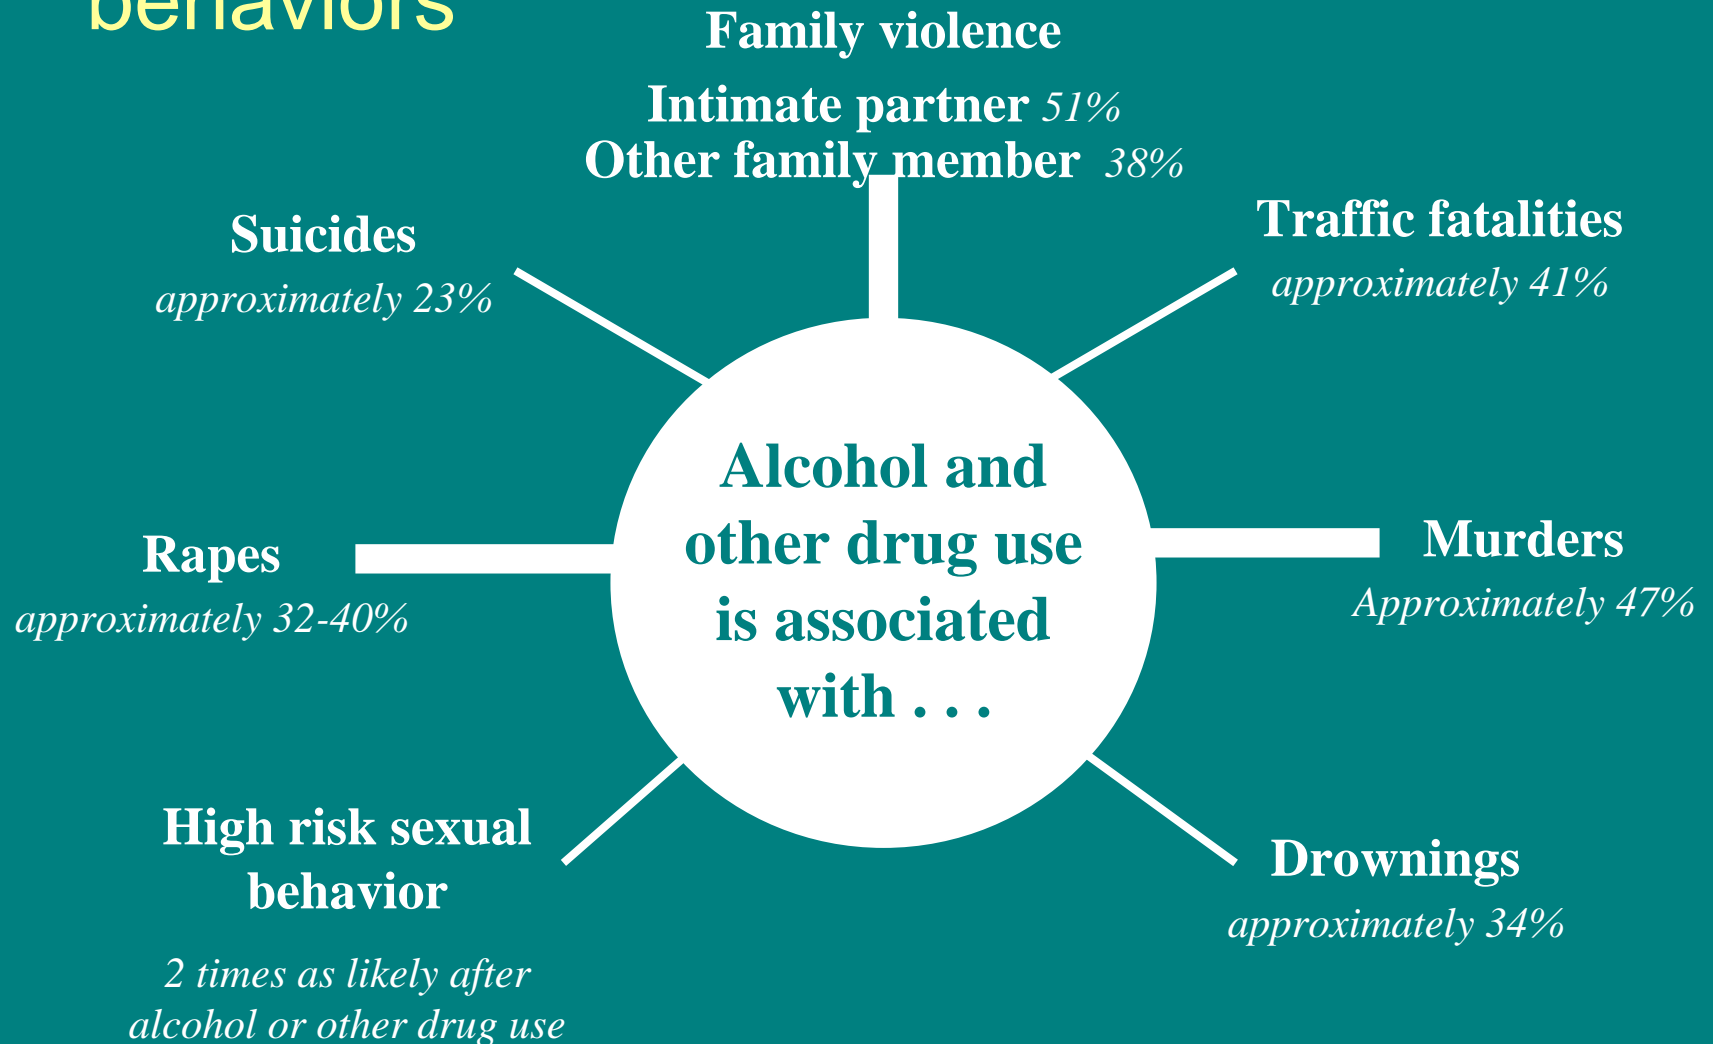 behaviors
Family violence
Intimate partner 51%
Other family member 38%
Suicides
approximately 23%
Traffic fatalities
approximately 41%
Alcohol and
other drug use
is associated
with . . .
Rapes
approximately 32-40%
Murders
Approximately 47%
High risk sexual
behavior
2 times as likely after
alcohol or other drug use
Drownings
approximately 34%